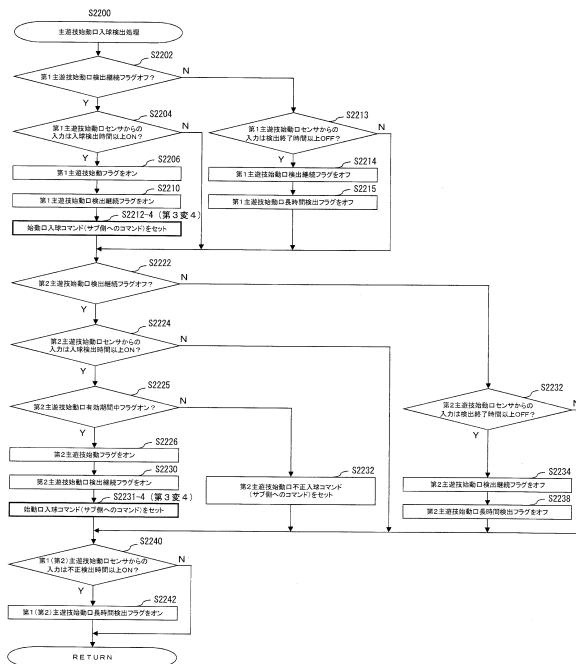 S2200
主遊技始動口入球検出処理
S2202
第1主遊技始動口検出継続フラグオフ？
N
Y
S2204
第1主遊技始動口センサからの
入力は入球検出時間以上ON？
N
Y
S2213
第1主遊技始動口センサからの
入力は検出終了時間以上OFF？
N
Y
S2206
第1主遊技始動フラグをオン
S2214
第1主遊技始動口検出継続フラグをオフ
S2210
第1主遊技始動口検出継続フラグをオン
S2215
第1主遊技始動口長時間検出フラグをオフ
S2212-4（第3変4）
始動口入球コマンド（サブ側へのコマンド）をセット
S2222
第2主遊技始動口検出継続フラグオフ？
N
Y
S2224
第2主遊技始動口センサからの
入力は入球検出時間以上ON？
N
Y
S2225
第2主遊技始動口有効期間中フラグオン？
N
Y
S2232
第2主遊技始動口センサからの
入力は検出終了時間以上OFF？
N
Y
S2226
第2主遊技始動フラグをオン
S2230
第2主遊技始動口検出継続フラグをオン
S2231-4（第3変4）
始動口入球コマンド（サブ側へのコマンド）をセット
S2232
第2主遊技始動口不正入球コマンド
（サブ側へのコマンド）をセット
S2234
第2主遊技始動口検出継続フラグをオフ
S2238
第2主遊技始動口長時間検出フラグをオフ
S2240
第1（第2）主遊技始動口センサからの
入力は不正検出時間以上ON？
N
Y
S2242
第1（第2）主遊技始動口長時間検出フラグをオン
RETURN